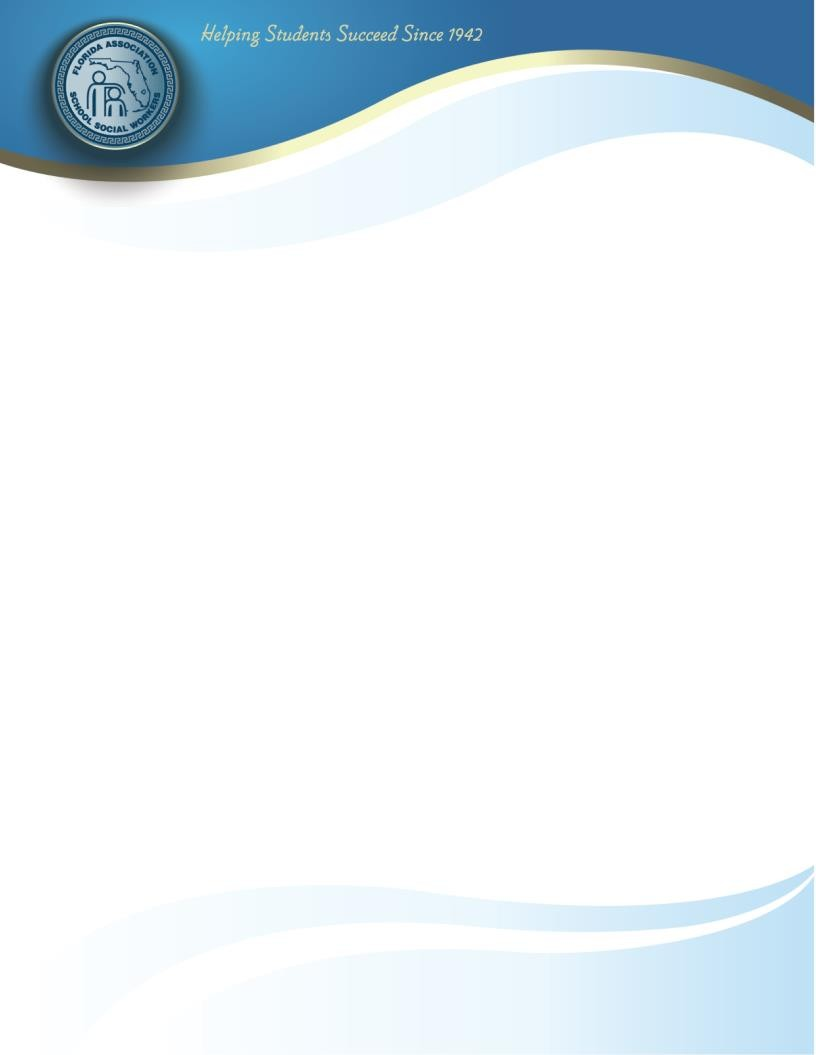 Helping Students Succeed Since 1942
FLORIDA ASSOCIATION
SCHOOL SOCIAL WORKERS